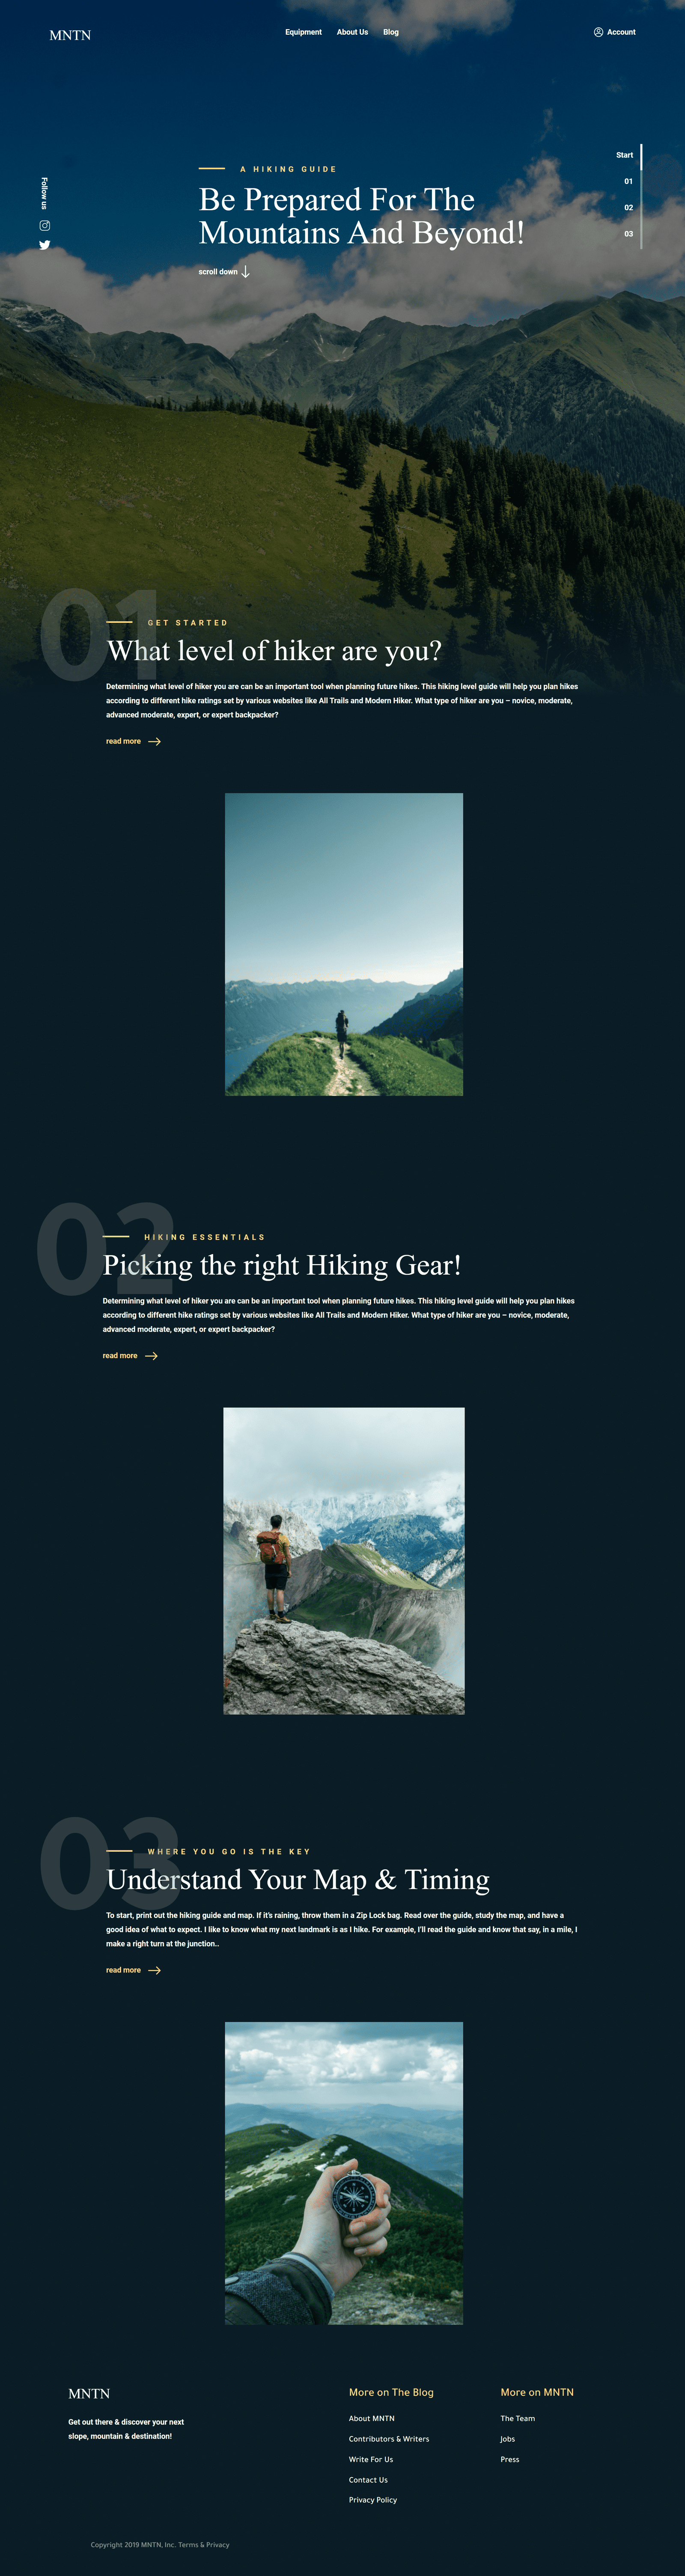 MNTN
Equipment About Us Blog
Account
Follow us
A HIKING GUIDE
Be Prepared For The
Mountains And Beyond!
scroll down
Start
01
02
03
01
GET STARTED
What level of hiker are you?
Determining what level of hiker you are can be an important tool when planning future hikes. This hiking level guide will help you plan hikes
according to different hike ratings set by various websites like All Trails and Modern Hiker. What type of hiker are you – novice, moderate,
advanced moderate, expert, or expert backpacker?
read more
02
HIKING ESSENTIALS
Picking the right Hiking Gear!
Determining what level of hiker you are can be an important tool when planning future hikes. This hiking level guide will help you plan hikes
according to different hike ratings set by various websites like All Trails and Modern Hiker. What type of hiker are you – novice, moderate,
advanced moderate, expert, or expert backpacker?
read more
03
WHERE YOU GO IS THE KEY
Understand Your Map & Timing
To start, print out the hiking guide and map. If it's raining, throw them in a Zip Lock bag. Read over the guide, study the map, and have a
good idea of what to expect. I like to know what my next landmark is as I hike. For example, I'll read the guide and know that say, in a mile, I
make a right turn at the junction..
read more
MNTN
Get out there & discover your next
slope, mountain & destination!
More on The Blog
About MNTN
Contributors & Writers
Write For Us
Contact Us
Privacy Policy
More on MNTN
The Team
Jobs
Press
Copyright 2019 MNTN, Inc. Terms & Privacy